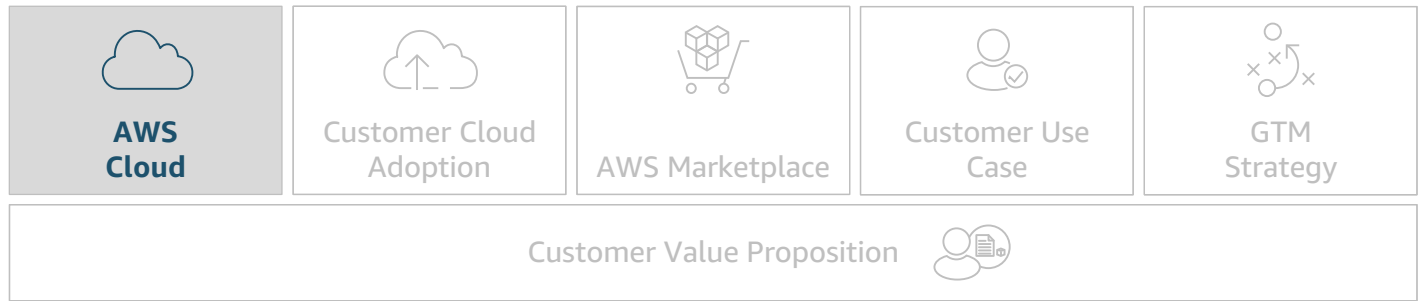 AWS
Cloud
Customer Cloud
Adoption
AWS Marketplace
Customer Use
Case
GTM
Strategy
Customer Value Proposition